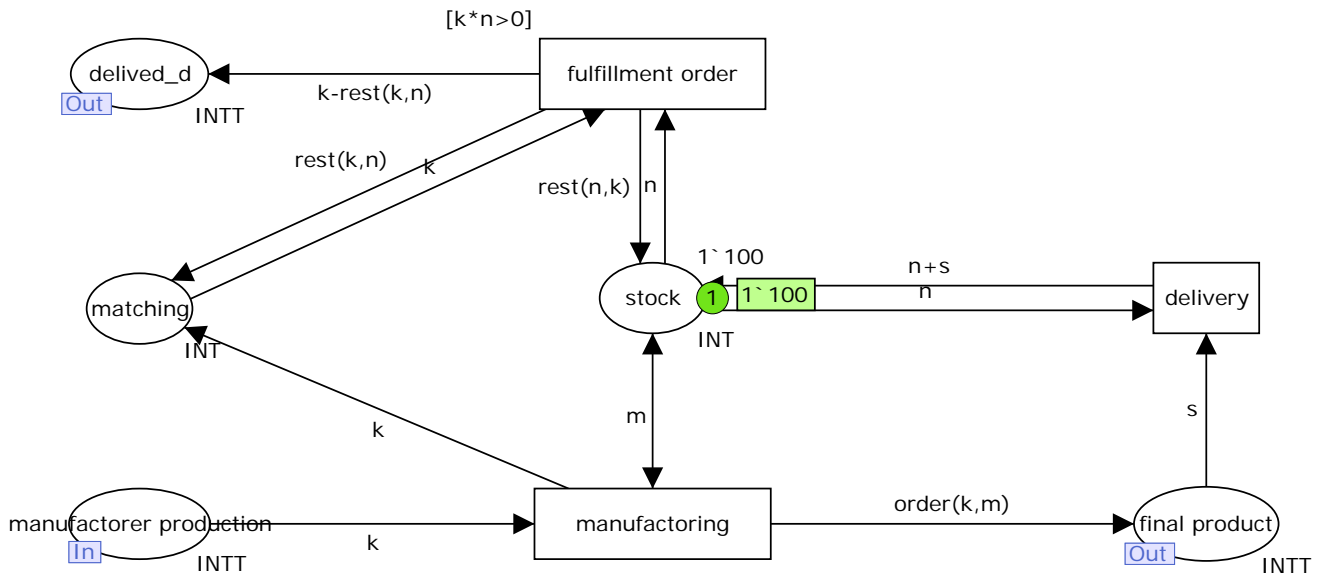 [k*n>0]
delived_d
fulfillment order
k-rest(k,n)
Out
INTT
rest(k,n)
k
rest(n,k)
n
1`100
n+s
stock
1
1`100
n
delivery
matching
INT
INT
m
s
k
order(k,m)
manufactorer production
manufactoring
final product
k
In
Out
INTT
INTT